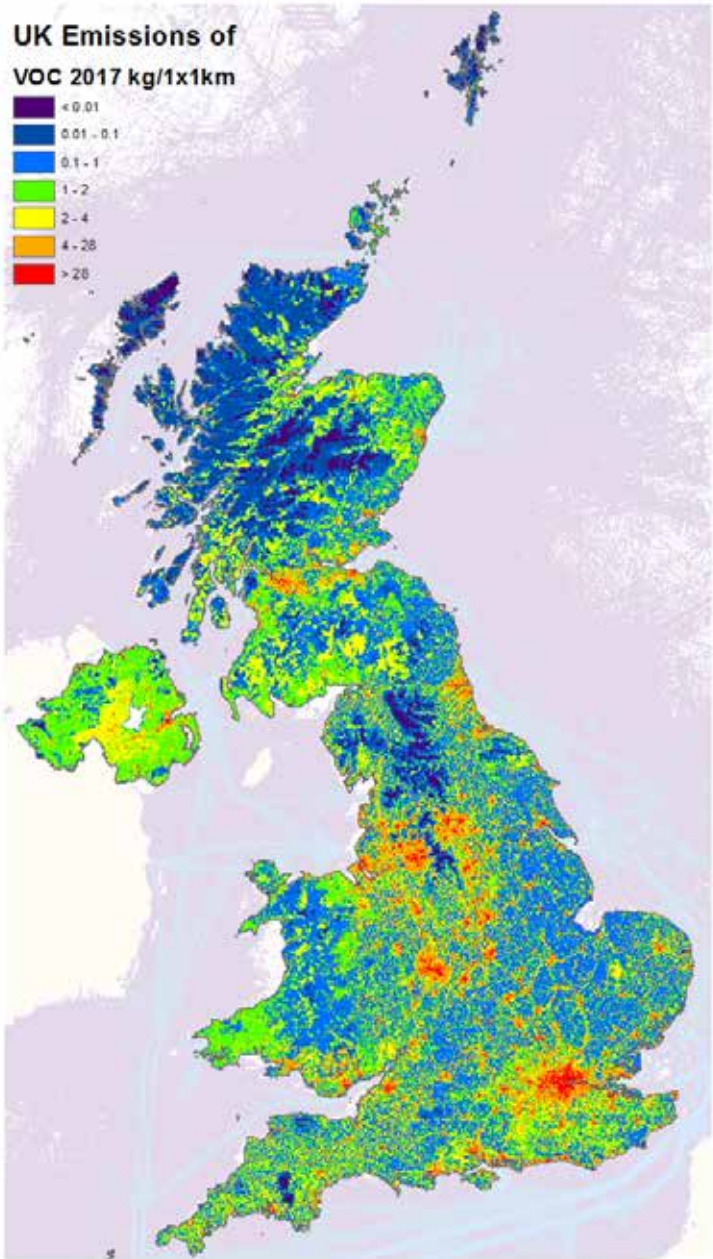 UK Emissions of
VOC 2017 kg/1x1km
< 0.01
0.01 - 0.1
0.1 - 1
1 - 2
2 - 4
4 - 28
> 28